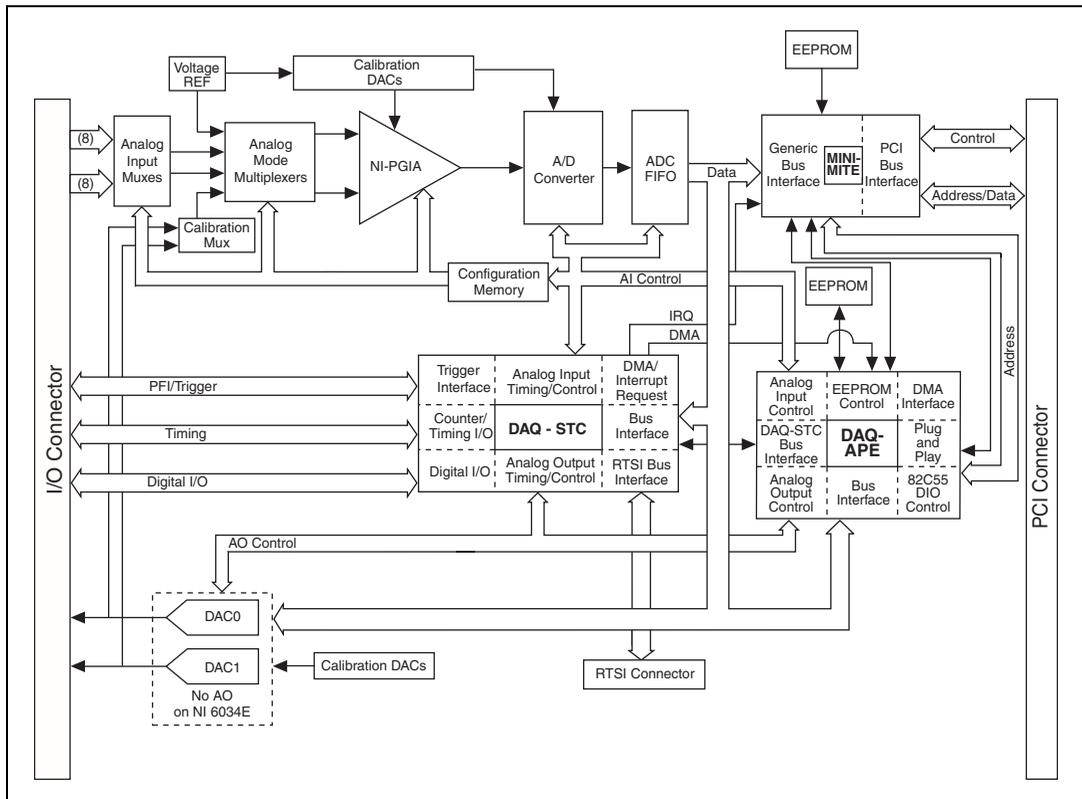 EEPROM
Voltage
REF
Calibration
DACs
(8)
(8)
Analog
Input
Muxes
Analog
Mode
Multiplexers
NI-PGIA
A/D
Converter
ADC
FIFO
Data
Generic
Bus
Interface
MINI-
MITE
PCI
Bus
Interface
Control
Address/Data
Calibration
Mux
Configuration
Memory
AI Control
EEPROM
IRQ
DMA
Address
I/O Connector
PCI Connector
PFI/Trigger
Timing
Digital I/O
Trigger
Interface
Analog Input
Timing/Control
DMA/
Interrupt
Request
Counter/
Timing I/O
DAQ - STC
Bus
Interface
Digital I/O
Analog Output
Timing/Control
RTSI Bus
Interface
Analog
Input
Control
EEPROM
Control
DMA
Interface
DAQ-STC
Bus
Interface
DAQ-
APE
Plug
and
Play
Analog
Output
Control
Bus
Interface
82C55
DIO
Control
AO Control
DAC0
DAC1
Calibration DACs
No AO
on NI 6034E
RTSI Connector